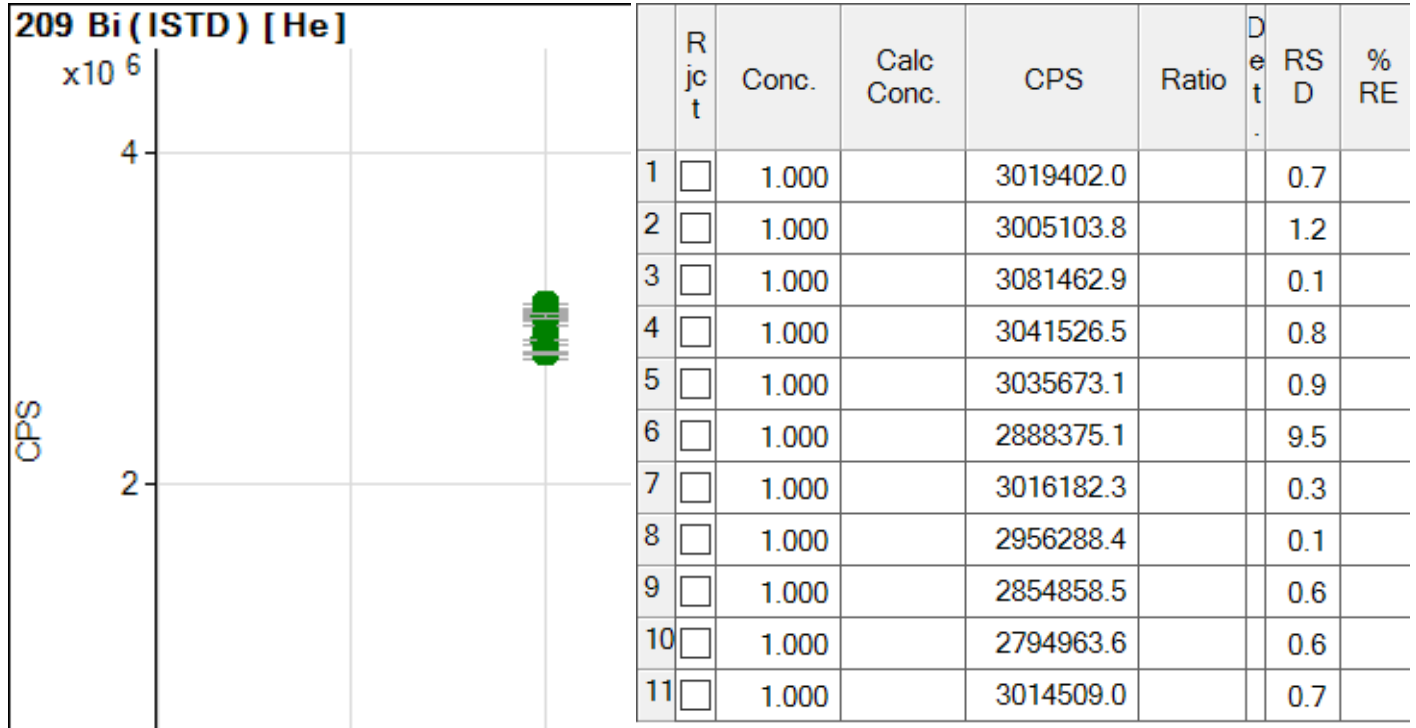 209 Bi ( ISTD ) [ He ]
x10 6
4
CPS
2
R jc t Conc. Calc Conc. CPS Ratio D e t . RS D % RE
1 1.000 3019402.0 0.7
2 1.000 3005103.8 1.2
3 1.000 3081462.9 0.1
4 1.000 3041526.5 0.8
5 1.000 3035673.1 0.9
6 1.000 2888375.1 9.5
7 1.000 3016182.3 0.3
8 1.000 2956288.4 0.1
9 1.000 2854858.5 0.6
10 1.000 2794963.6 0.6
11 1.000 3014509.0 0.7